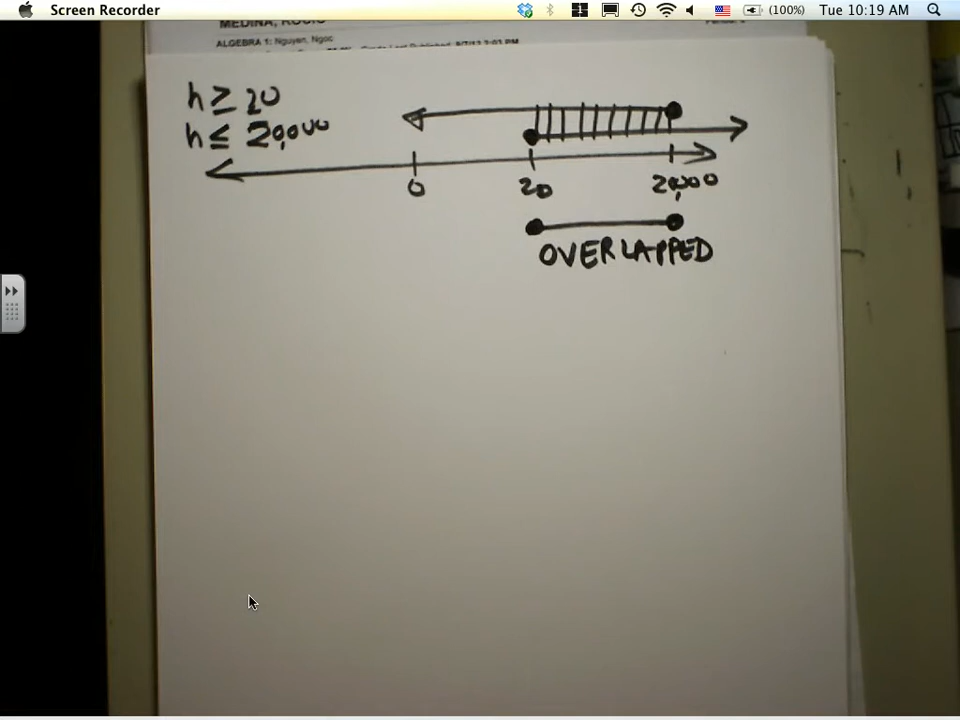 Screen Recorder
(100%) Tue 10:19 AM
MEDINA, ROCIO
ALGEBRA 1: Nguyen, Ngoc
h ≥ 20
h ≤ 20,000
0 20 20,000
OVERLAPPED